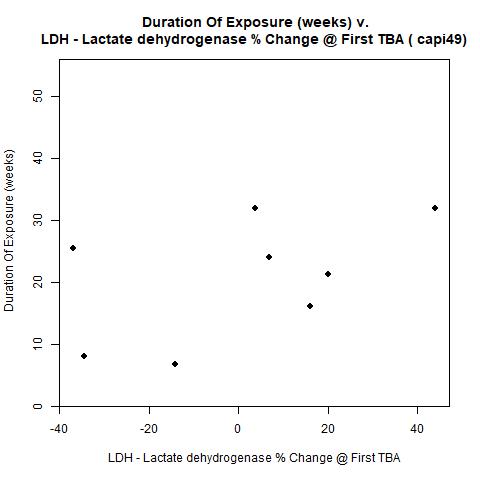 Duration Of Exposure (weeks) v.
LDH - Lactate dehydrogenase % Change @ First TBA ( capi49)
Duration Of Exposure (weeks)
50
40
30
20
10
0
-40
-20
0
20
40
LDH - Lactate dehydrogenase % Change @ First TBA